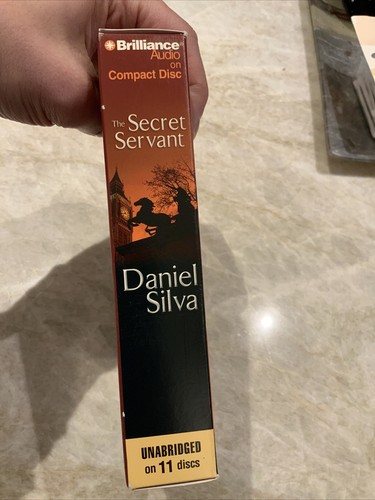 Brilliance
Audio
on
Compact Disc
The Secret
Servant
Daniel
Silva
UNABRIDGED
on 11 discs